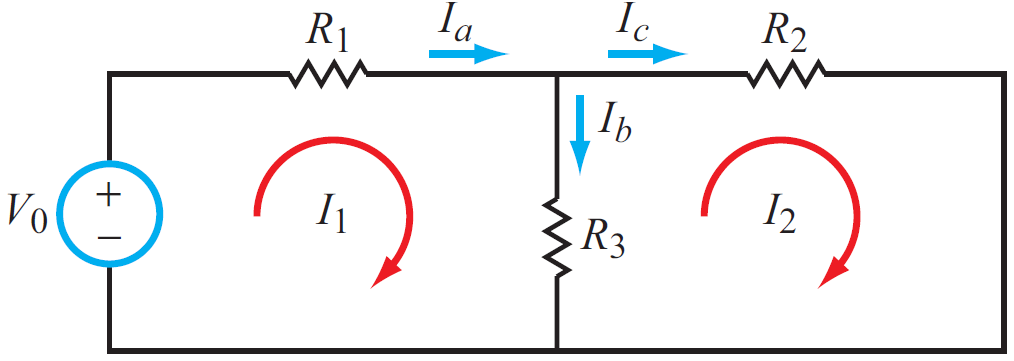 R1 Ia Ic R2
Ib
V0 + − I1 R3 I2